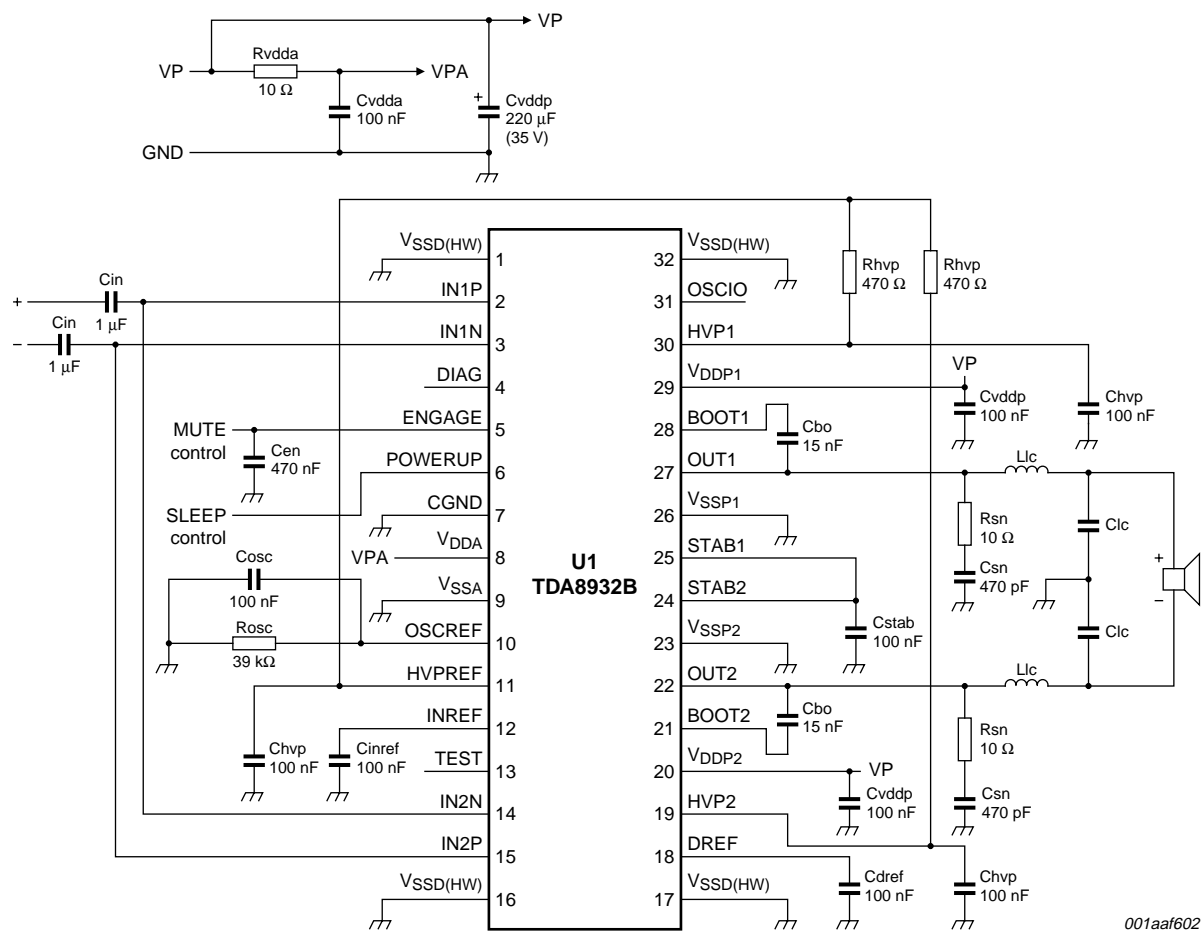 VP
Rvdda
VP
VPA
10 Ω
Cvdda
100 nF
+
Cvddp
220 μF
(35 V)
GND
VSSD(HW)
1
VSSD(HW)
32
Rhvp
470 Ω
Rhvp
470 Ω
+
Cin
1 μF
IN1P
2
OSCIO
31
−
Cin
1 μF
IN1N
3
HVP1
30
DIAG
4
VDDP1
29
VP
Cvddp
100 nF
Chvp
100 nF
MUTE
control
ENGAGE
5
BOOT1
28
Cbo
15 nF
Cen
470 nF
POWERUP
6
OUT1
27
Llc
SLEEP
control
CGND
7
VSSP1
26
Rsn
10 Ω
Clc
VPA
VDDA
8
STAB1
25
U1
TDA8932B
Csn
470 pF
+
−
Cosc
100 nF
VSSA
9
STAB2
24
Cstab
100 nF
Rosc
39 kΩ
OSCREF
10
VSSP2
23
Clc
HVPREF
11
OUT2
22
Llc
INREF
12
BOOT2
21
Cbo
15 nF
Rsn
10 Ω
Chvp
100 nF
Cinref
100 nF
TEST
13
VDDP2
20
VP
Cvddp
100 nF
Csn
470 pF
IN2N
14
HVP2
19
IN2P
15
DREF
18
Cdref
100 nF
Chvp
100 nF
VSSD(HW)
16
VSSD(HW)
17
001aaf602